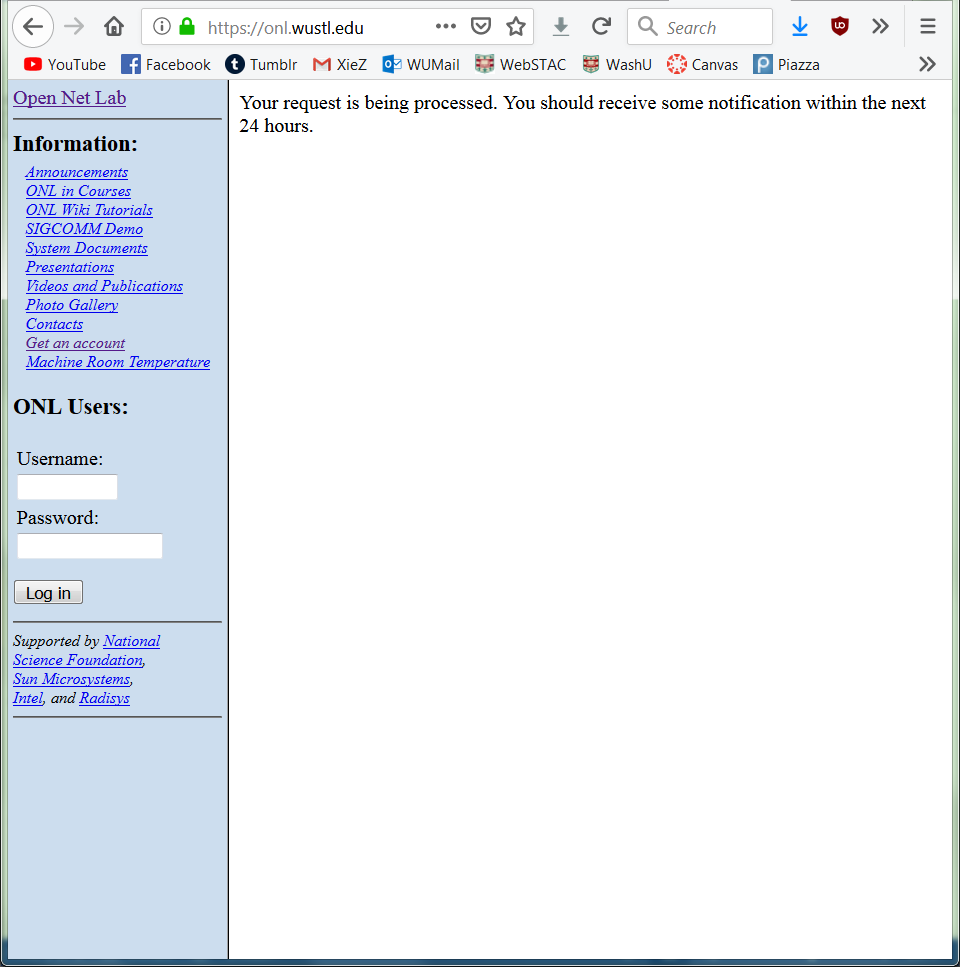 https://onl.wustl.edu
Search
YouTube Facebook Tumblr XieZ WUMail WebSTAC WashU Canvas Piazza
Open Net Lab
Information:
Announcements
ONL in Courses
ONL Wiki Tutorials
SIGCOMM Demo
System Documents
Presentations
Videos and Publications
Photo Gallery
Contacts
Get an account
Machine Room Temperature
ONL Users:
Username:
Password:
Log in
Supported by National
Science Foundation,
Sun Microsystems,
Intel, and Radisys
Your request is being processed. You should receive some notification within the next
24 hours.